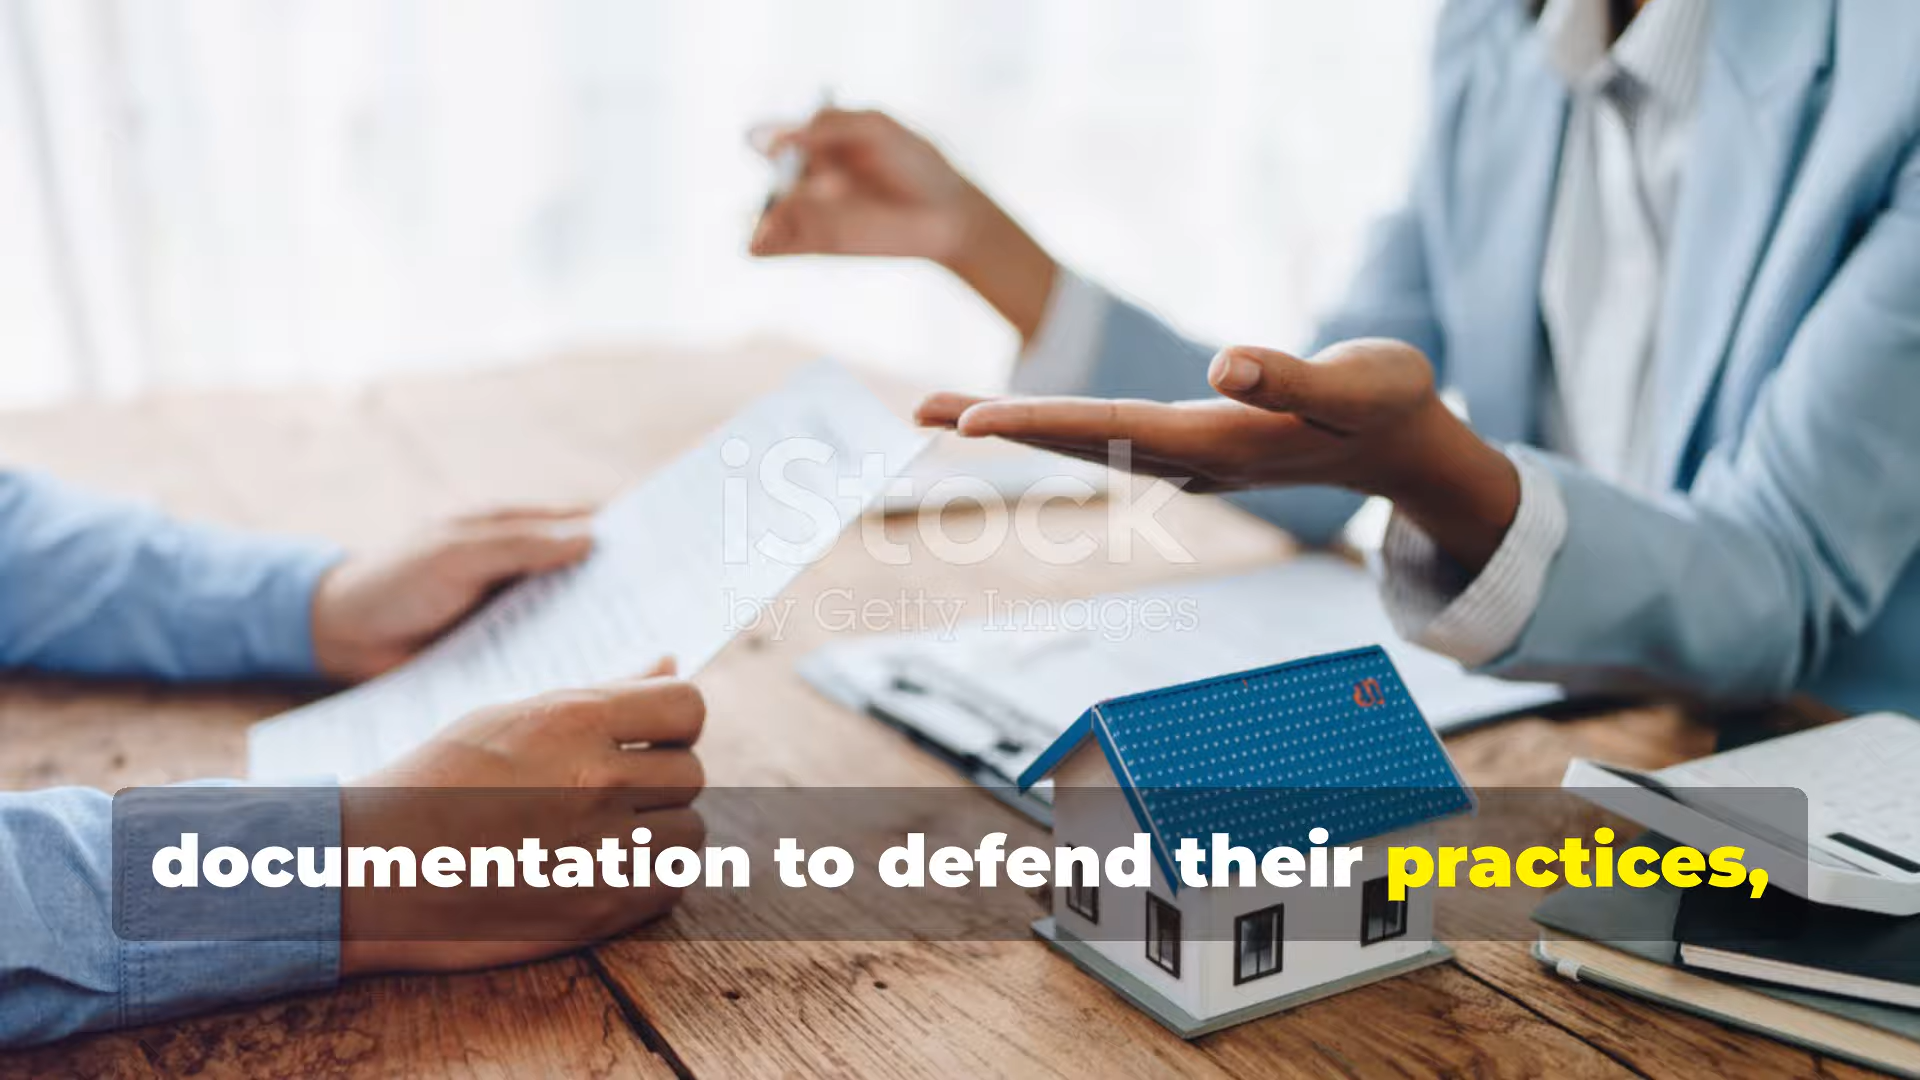 iStock
by Getty Images
documentation to defend their practices,